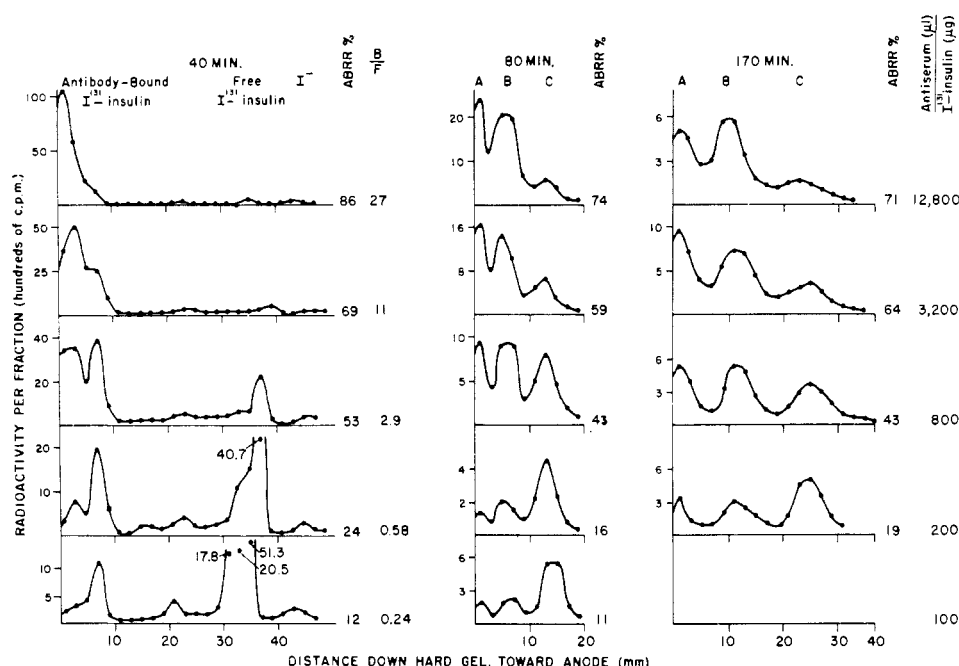 40 MIN.
Antibody-Bound
I¹³¹- insulin
Free
I¹³¹- insulin
I⁻
ABRR %
B/F
80 MIN.
A B C
ABRR %
170 MIN.
A B C
ABRR %
Antiserum (µl)
I¹³¹-insulin (µg)
RADIOACTIVITY PER FRACTION (hundreds of c.p.m.)
100
50
86 27
20
10
74
6
3
71 12,800
50
25
69 11
16
8
59
10
5
64 3,200
40
20
53 2.9
10
5
43
6
3
43 800
20
10
40.7
24 0.58
4
2
16
6
3
19 200
10
5
17.8
51.3
20.5
12 0.24
6
3
11
100
10 20 30 40
10 20
10 20 30 40
DISTANCE DOWN HARD GEL, TOWARD ANODE (mm)